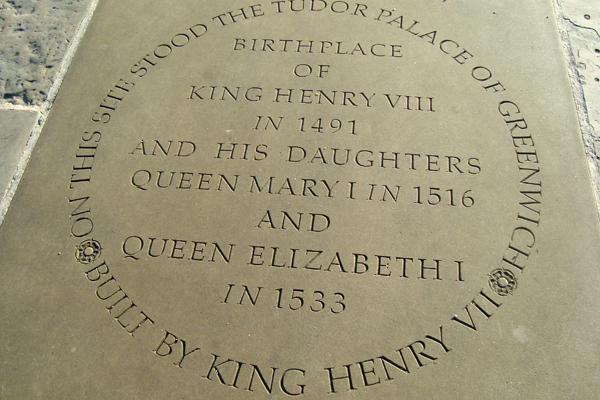 ON THIS SITE STOOD THE TUDOR PALACE OF GREENWICH
BIRTHPLACE
OF
KING HENRY VIII
IN 1491
AND HIS DAUGHTERS
QUEEN MARY I IN 1516
AND
QUEEN ELIZABETH I
IN 1533
BUILT BY KING HENRY VII